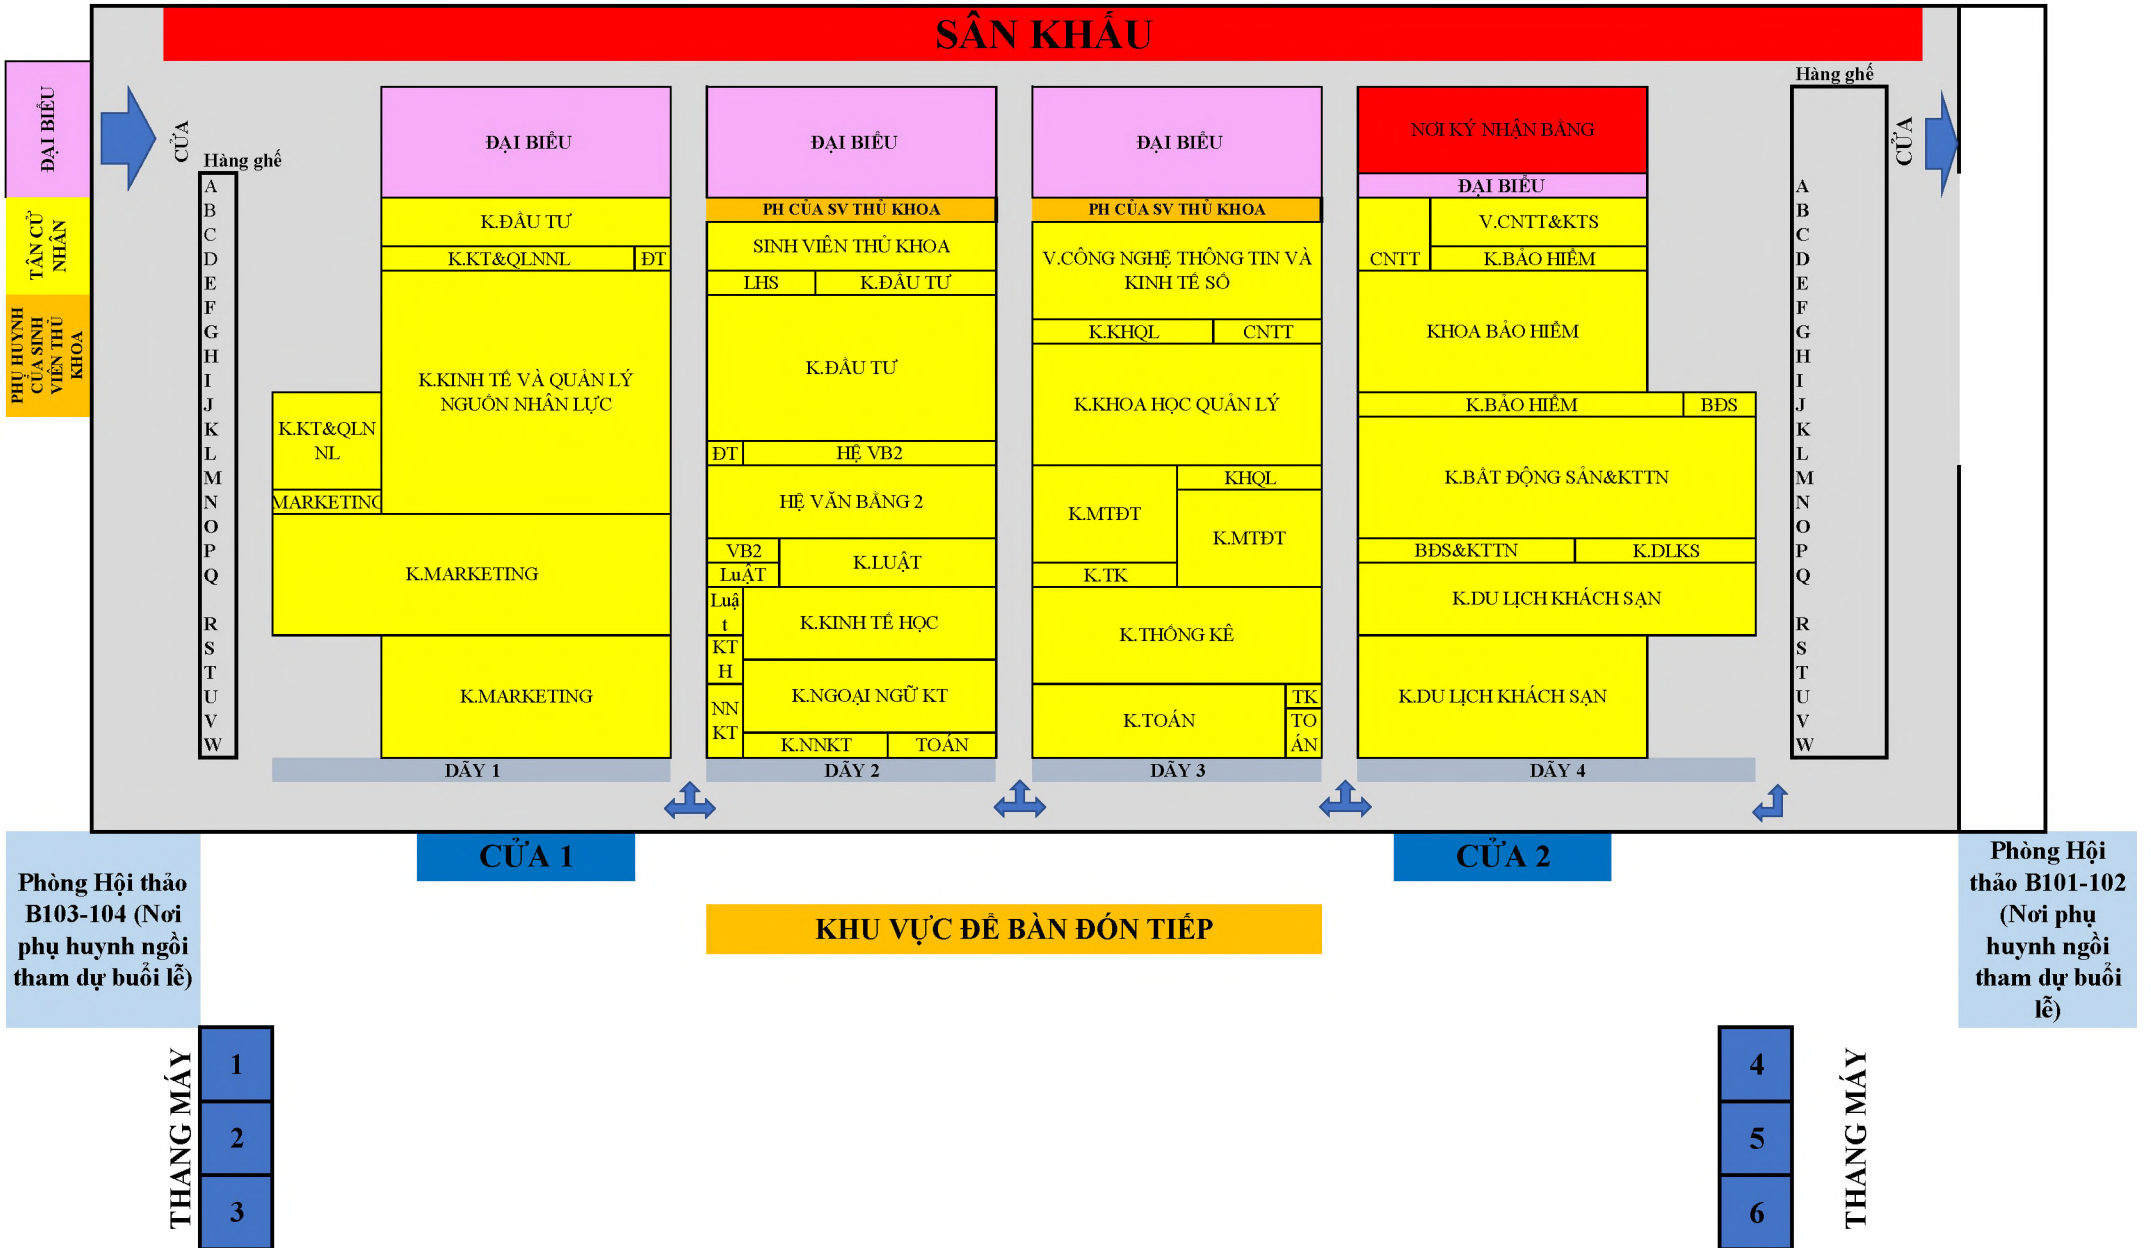 SÂN KHẤU
ĐẠI BIỂU
TÂN CỬ
NHÂN
PHỤ HUYNH
CỦA SINH
VIÊN THỦ
KHOA
CỬA
Hàng ghế
A
B
C
D
E
F
G
H
I
J
K
L
M
N
O
P
Q
R
S
T
U
V
W
ĐẠI BIỂU
K.ĐẦU TƯ
K.KT&QLNNL
ĐT
K.KINH TẾ VÀ QUẢN LÝ
NGUỒN NHÂN LỰC
K.KT&QLN
NL
MARKETING
K.MARKETING
K.MARKETING
DÃY 1
ĐẠI BIỂU
PH CỦA SV THỦ KHOA
SINH VIÊN THỦ KHOA
LHS
K.ĐẦU TƯ
K.ĐẦU TƯ
ĐT
HỆ VB2
HỆ VĂN BẰNG 2
VB2
K.LUẬT
LuẬT
Luậ
t
K.KINH TẾ HỌC
KT
H
K.NGOẠI NGỮ KT
NN
KT
K.NNKT
TOÁN
DÃY 2
ĐẠI BIỂU
PH CỦA SV THỦ KHOA
V.CÔNG NGHỆ THÔNG TIN VÀ
KINH TẾ SỐ
K.KHQL
CNTT
K.KHOA HỌC QUẢN LÝ
KHQL
K.MTĐT
K.MTĐT
K.TK
K.THỐNG KÊ
TK
K.TOÁN
TO
ÁN
DÃY 3
NƠI KÝ NHẬN BẰNG
ĐẠI BIỂU
V.CNTT&KTS
CNTT
K.BẢO HIỂM
KHOA BẢO HIỂM
K.BẢO HIỂM
BĐS
K.BẤT ĐỘNG SẢN&KTTN
BĐS&KTTN
K.DLKS
K.DU LỊCH KHÁCH SẠN
K.DU LỊCH KHÁCH SẠN
DÃY 4
Hàng ghế
A
B
C
D
E
F
G
H
I
J
K
L
M
N
O
P
Q
R
S
T
U
V
W
CỬA
CỬA 1
CỬA 2
Phòng Hội thảo
B103-104 (Nơi
phụ huynh ngồi
tham dự buổi lễ)
KHU VỰC ĐỂ BÀN ĐÓN TIẾP
Phòng Hội
thảo B101-102
(Nơi phụ
huynh ngồi
tham dự buổi
lễ)
THANG MÁY
1
2
3
4
5
6
THANG MÁY